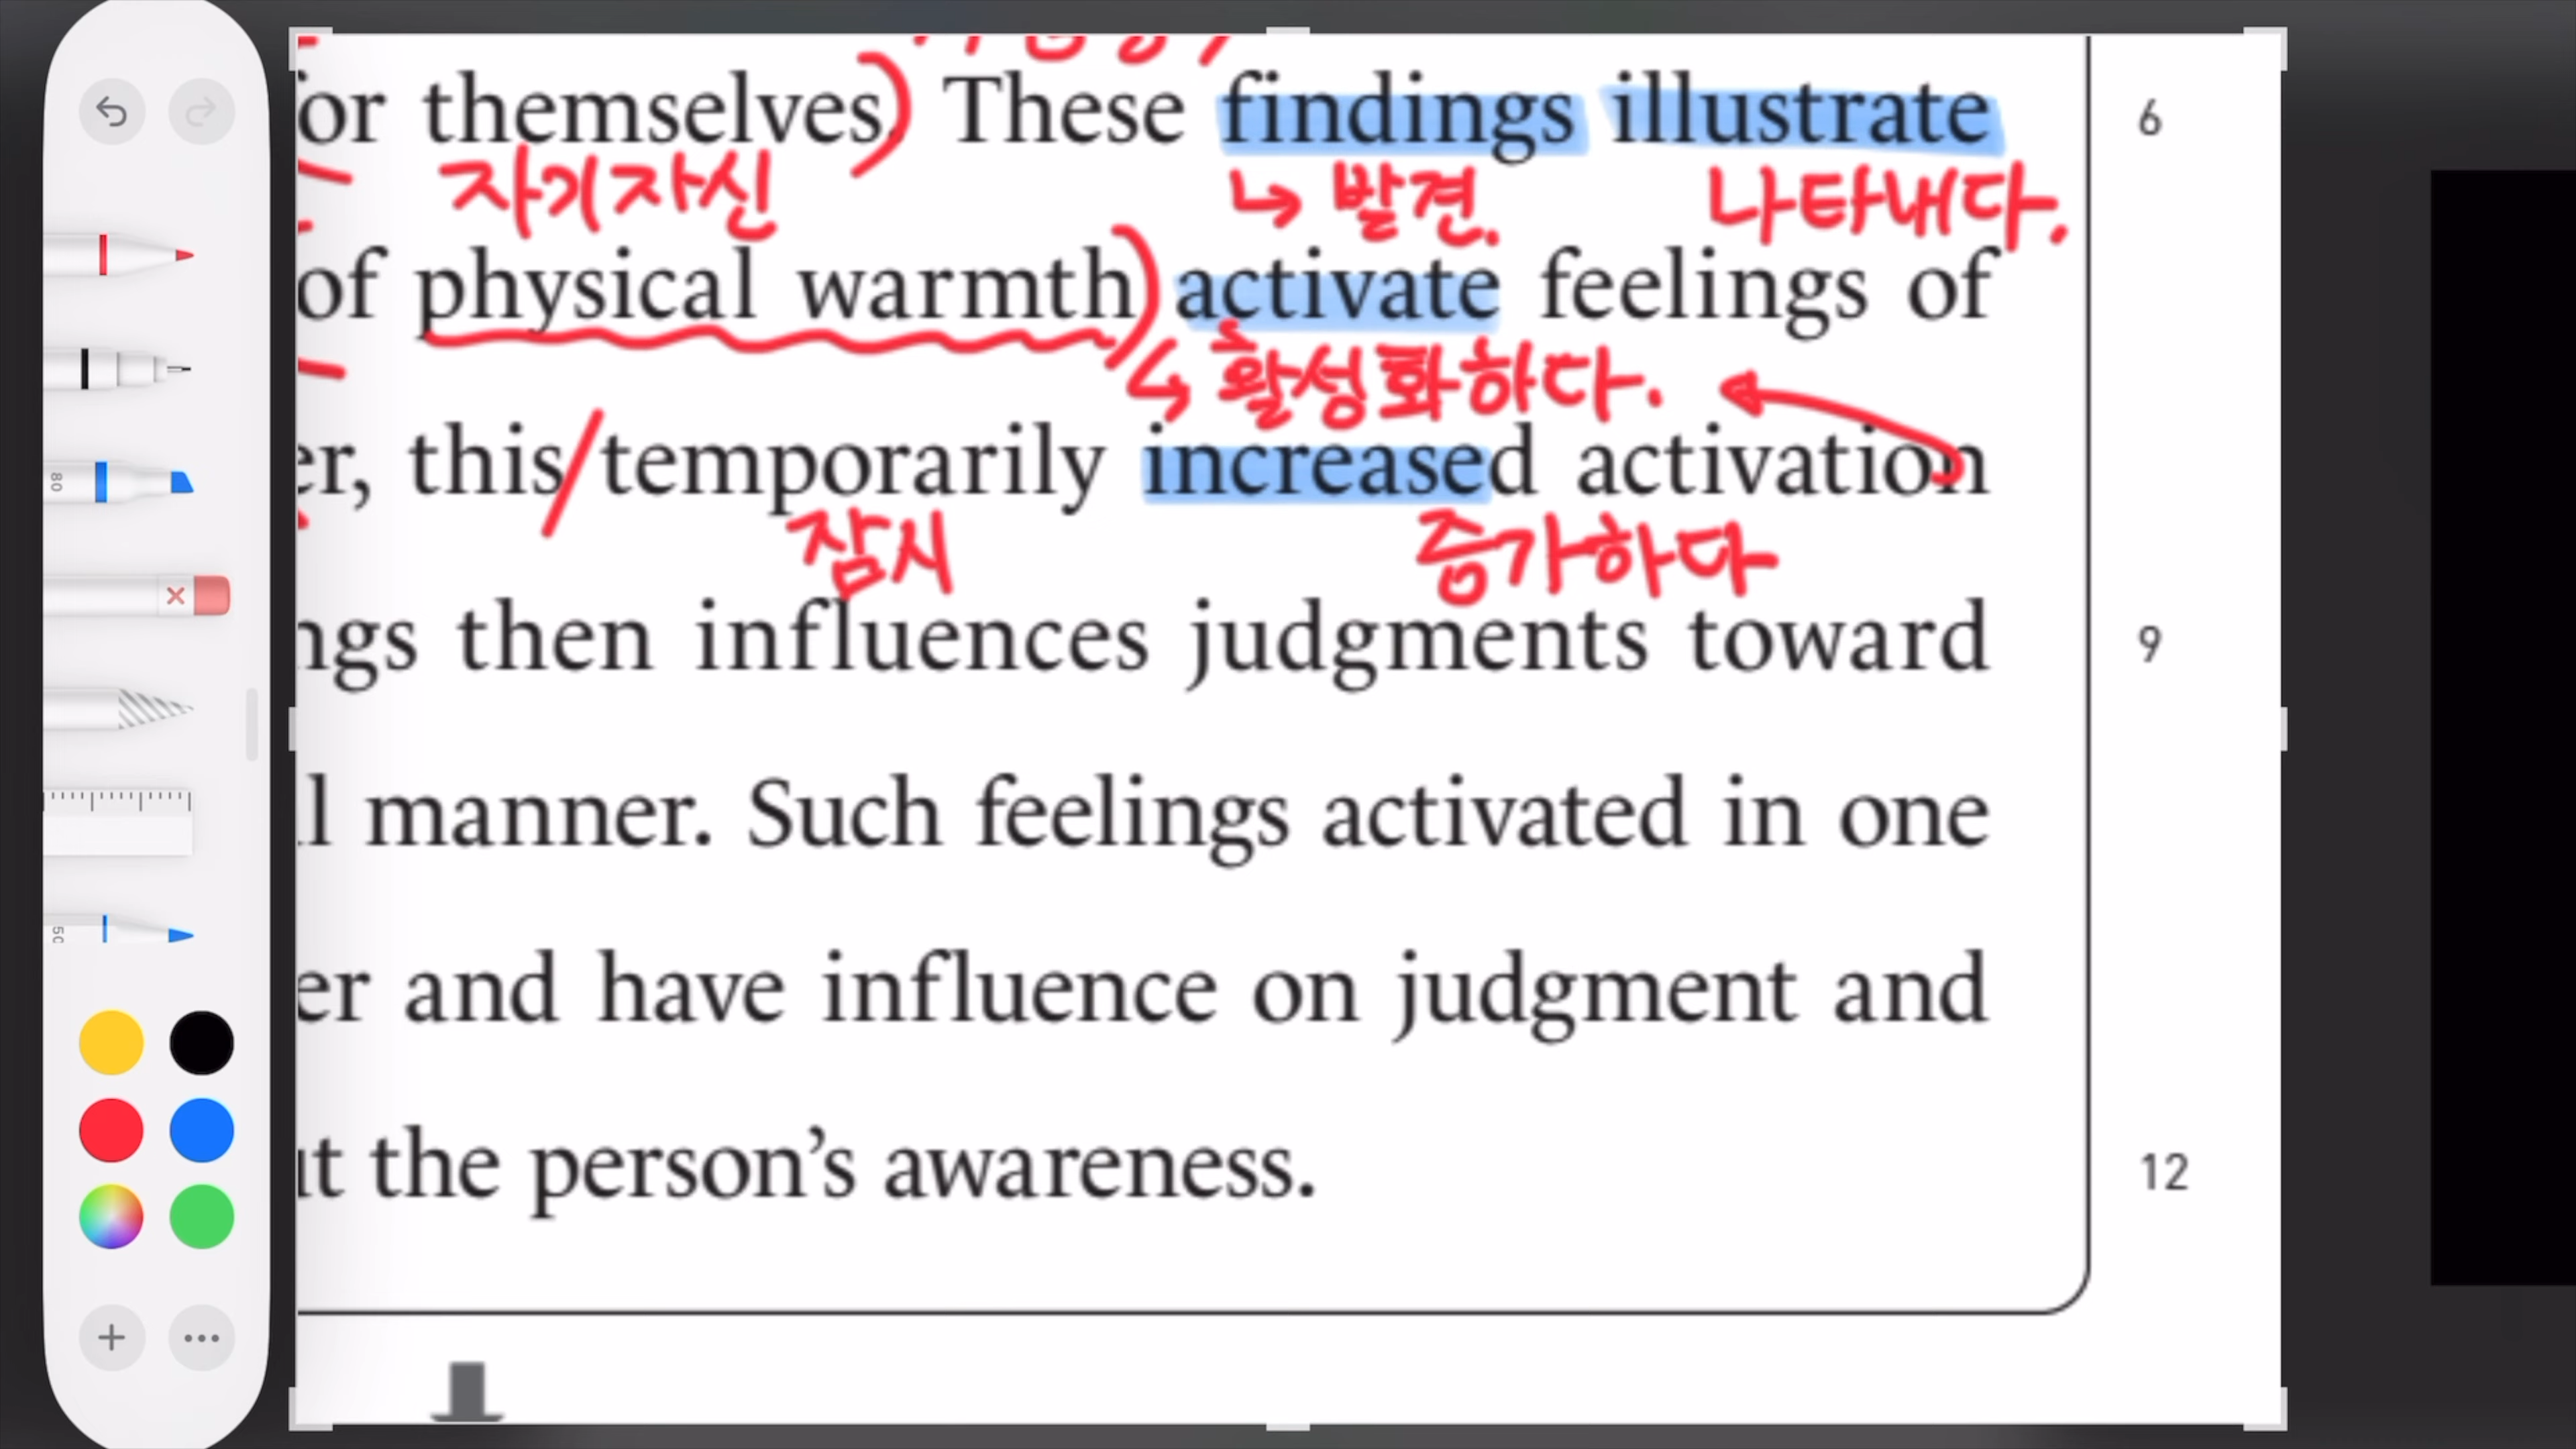 or themselves. These findings illustrate
6
자기자신
발견.
나타내다.
of physical warmth activate feelings of
활성화하다.
er, this temporarily increased activation
잠시
증가하다
ngs then influences judgments toward
9
manner. Such feelings activated in one
er and have influence on judgment and
the person's awareness.
12
80